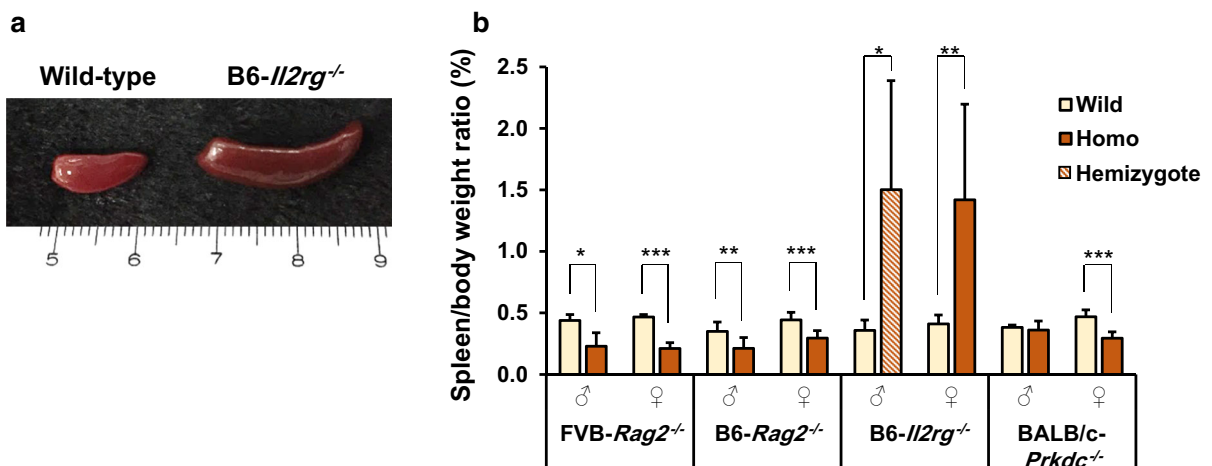 a
Wild-type B6-Il2rg-/-
5 6 7 8 9
b
Spleen/body weight ratio (%)
2.5
2.0
1.5
1.0
0.5
0.0
* *** ** *** * ** ***
Wild
Homo
Hemizygote
♂ ♀ ♂ ♀ ♂ ♀ ♂ ♀
FVB-Rag2-/- B6-Rag2-/- B6-Il2rg-/- BALB/c-
Prkdc-/-